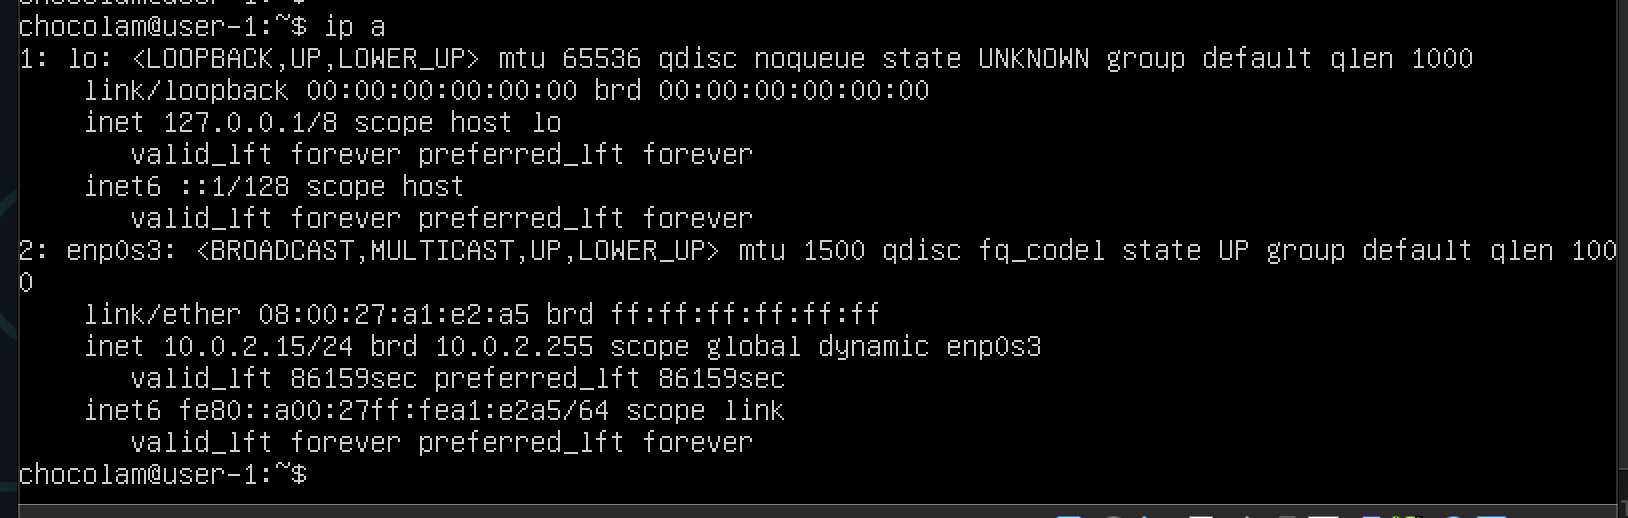 chocolam@user-1:~$ ip a
1: lo: <LOOPBACK,UP,LOWER_UP> mtu 65536 qdisc noqueue state UNKNOWN group default qlen 1000
    link/loopback 00:00:00:00:00:00 brd 00:00:00:00:00:00
    inet 127.0.0.1/8 scope host lo
       valid_lft forever preferred_lft forever
    inet6 ::1/128 scope host
       valid_lft forever preferred_lft forever
2: enp0s3: <BROADCAST,MULTICAST,UP,LOWER_UP> mtu 1500 qdisc fq_codel state UP group default qlen 100
0
    link/ether 08:00:27:a1:e2:a5 brd ff:ff:ff:ff:ff:ff
    inet 10.0.2.15/24 brd 10.0.2.255 scope global dynamic enp0s3
       valid_lft 86159sec preferred_lft 86159sec
    inet6 fe80::a00:27ff:fea1:e2a5/64 scope link
       valid_lft forever preferred_lft forever
chocolam@user-1:~$